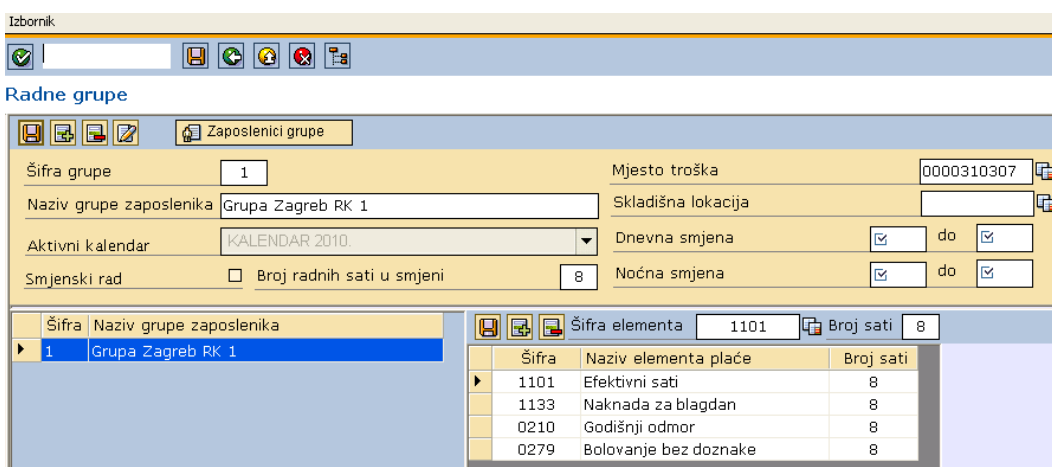 Izbornik
Radne grupe
Zaposlenici grupe
Šifra grupe 1
Mjesto troška 0000310307
Naziv grupe zaposlenika Grupa Zagreb RK 1
Skladišna lokacija
Aktivni kalendar KALENDAR 2010.
Dnevna smjena do
Smjenski rad Broj radnih sati u smjeni 8
Noćna smjena do
Šifra Naziv grupe zaposlenika
1 Grupa Zagreb RK 1
Šifra elementa 1101 Broj sati 8
Šifra Naziv elementa plaće Broj sati
1101 Efektivni sati 8
1133 Naknada za blagdan 8
0210 Godišnji odmor 8
0279 Bolovanje bez doznake 8